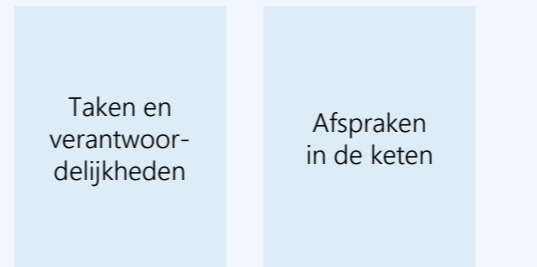 Taken en
verantwoor-
delijkheden
Afspraken
in de keten